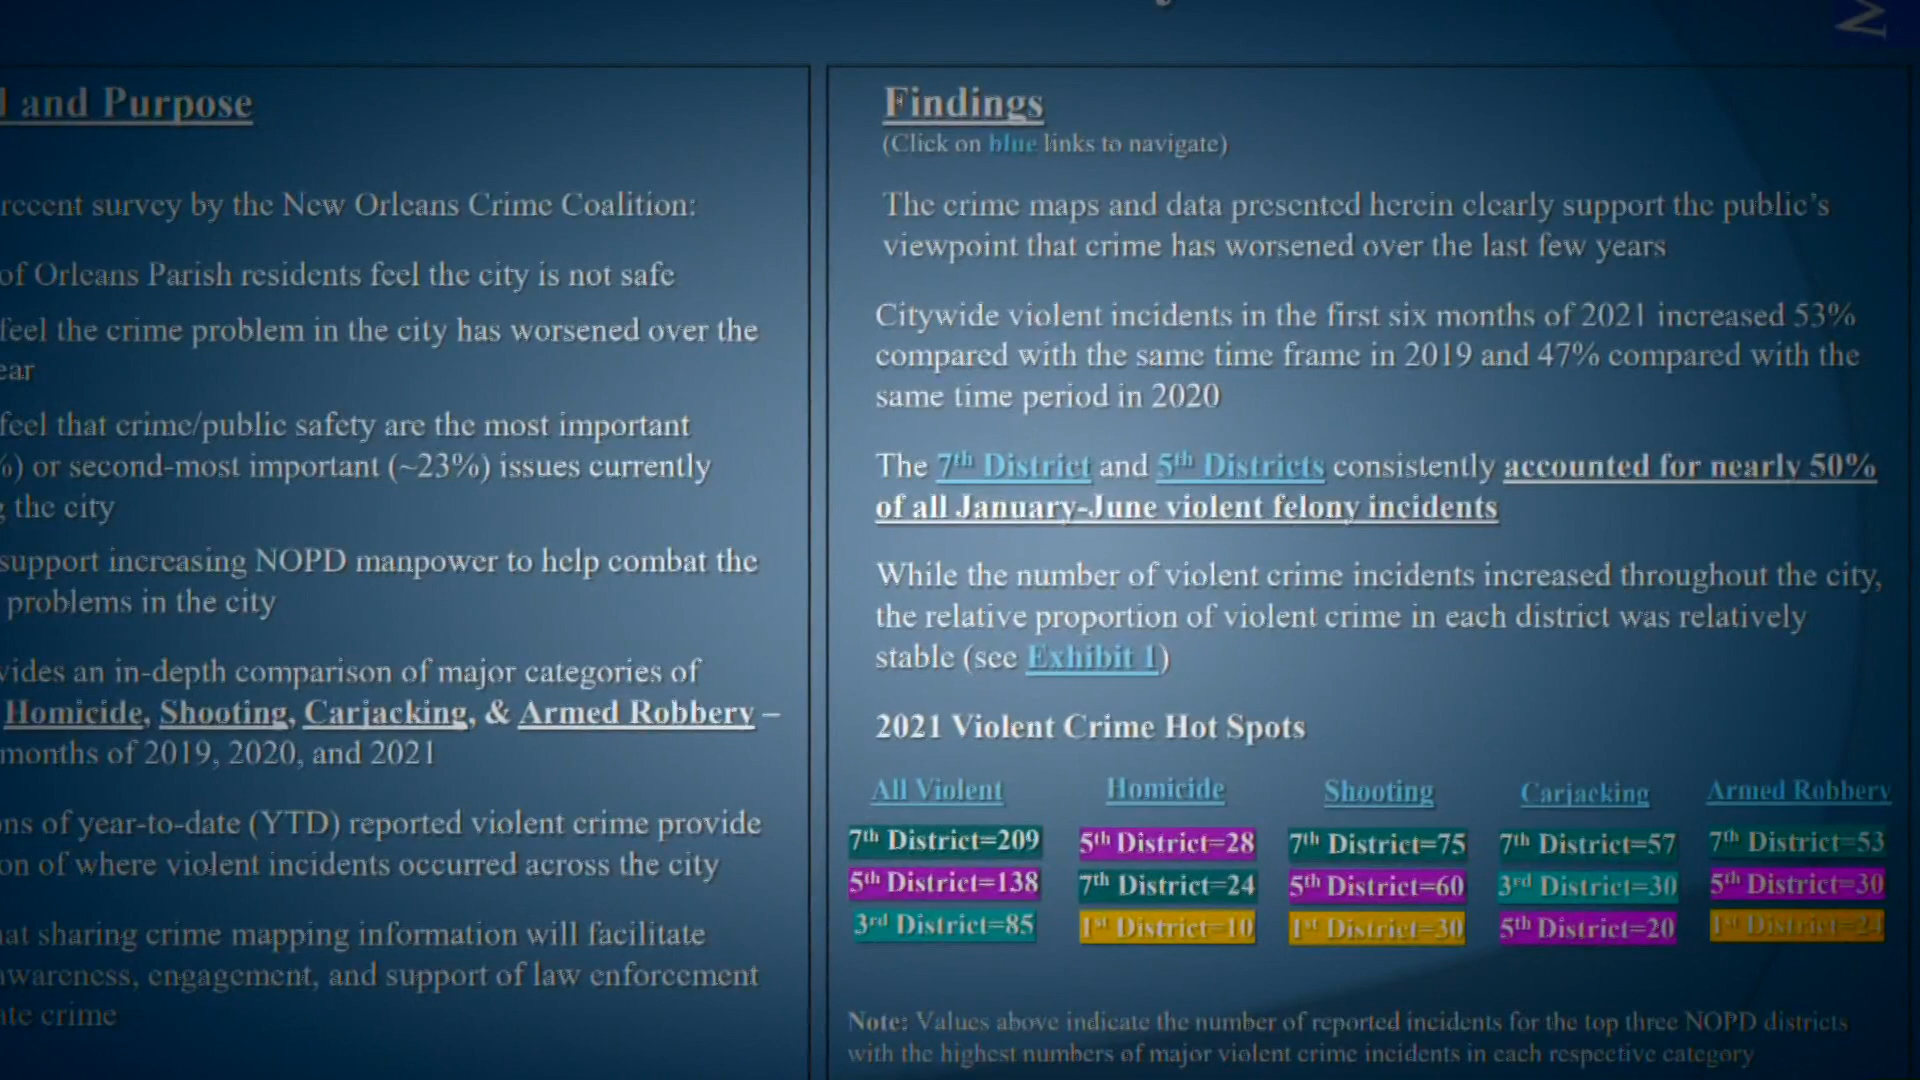 and Purpose
recent survey by the New Orleans Crime Coalition:
of Orleans Parish residents feel the city is not safe
feel the crime problem in the city has worsened over the
ear
feel that crime/public safety are the most important
%) or second-most important (~23%) issues currently
the city
support increasing NOPD manpower to help combat the
problems in the city
vides an in-depth comparison of major categories of
Homicide, Shooting, Carjacking, & Armed Robbery –
months of 2019, 2020, and 2021
ons of year-to-date (YTD) reported violent crime provide
on of where violent incidents occurred across the city
at sharing crime mapping information will facilitate
wareness, engagement, and support of law enforcement
te crime
Findings
(Click on blue links to navigate)
The crime maps and data presented herein clearly support the public's
viewpoint that crime has worsened over the last few years
Citywide violent incidents in the first six months of 2021 increased 53%
compared with the same time frame in 2019 and 47% compared with the
same time period in 2020
The 7th District and 5th Districts consistently accounted for nearly 50%
of all January-June violent felony incidents
While the number of violent crime incidents increased throughout the city,
the relative proportion of violent crime in each district was relatively
stable (see Exhibit 1)
2021 Violent Crime Hot Spots
All Violent Homicide Shooting Carjacking Armed Robbery
7th District=209 5th District=28 7th District=75 7th District=57 7th District=53
5th District=138 7th District=24 5th District=60 3rd District=30 5th District=30
3rd District=85 1st District=10 1st District=30 5th District=20 1st District=24
Note: Values above indicate the number of reported incidents for the top three NOPD districts
with the highest numbers of major violent crime incidents in each respective category